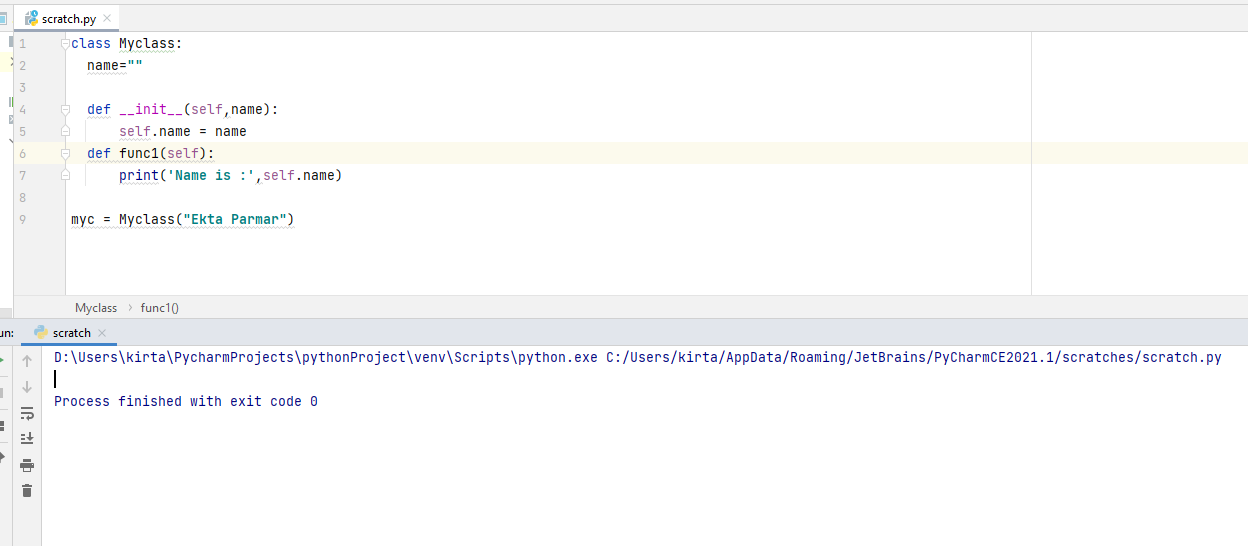 scratch.py
1 class Myclass:
2 name=""
3
4 def __init__(self,name):
5 self.name = name
6 def func1(self):
7 print('Name is :',self.name)
8
9 myc = Myclass("Ekta Parmar")
Myclass > func1()
un: scratch
D:\Users\kirta\PycharmProjects\pythonProject\venv\Scripts\python.exe C:/Users/kirta/AppData/Roaming/JetBrains/PyCharmCE2021.1/scratches/scratch.py
Process finished with exit code 0